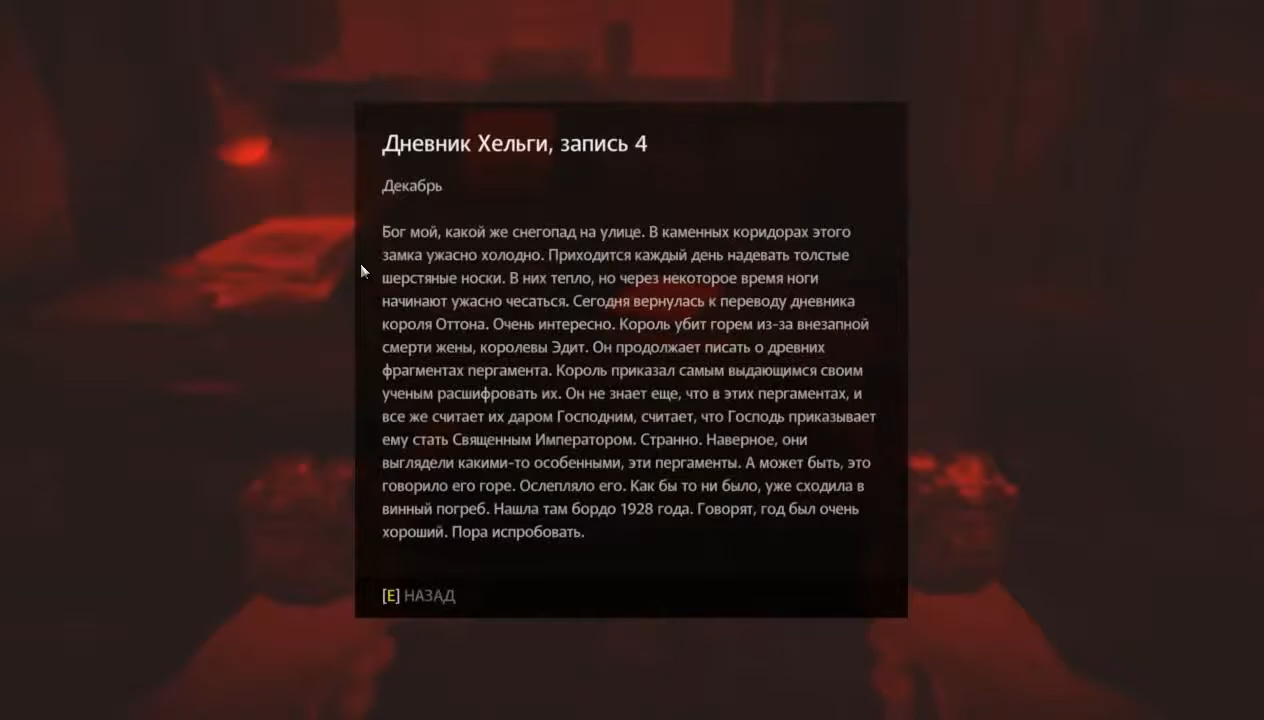 Дневник Хельги, запись 4
Декабрь
Бог мой, какой же снегопад на улице. В каменных коридорах этого
замка ужасно холодно. Приходится каждый день надевать толстые
шерстяные носки. В них тепло, но через некоторое время ноги
начинают ужасно чесаться. Сегодня вернулась к переводу дневника
короля Оттона. Очень интересно. Король убит горем из-за внезапной
смерти жены, королевы Эдит. Он продолжает писать о древних
фрагментах пергамента. Король приказал самым выдающимся своим
ученым расшифровать их. Он не знает еще, что в этих пергаментах, и
все же считает их даром Господним, считает, что Господь приказывает
ему стать Священным Императором. Странно. Наверное, они
выглядели какими-то особенными, эти пергаменты. А может быть, это
говорило его горе. Ослепляло его. Как бы то ни было, уже сходила в
винный погреб. Нашла там бордо 1928 года. Говорят, год был очень
хороший. Пора испробовать.
[E] НАЗАД